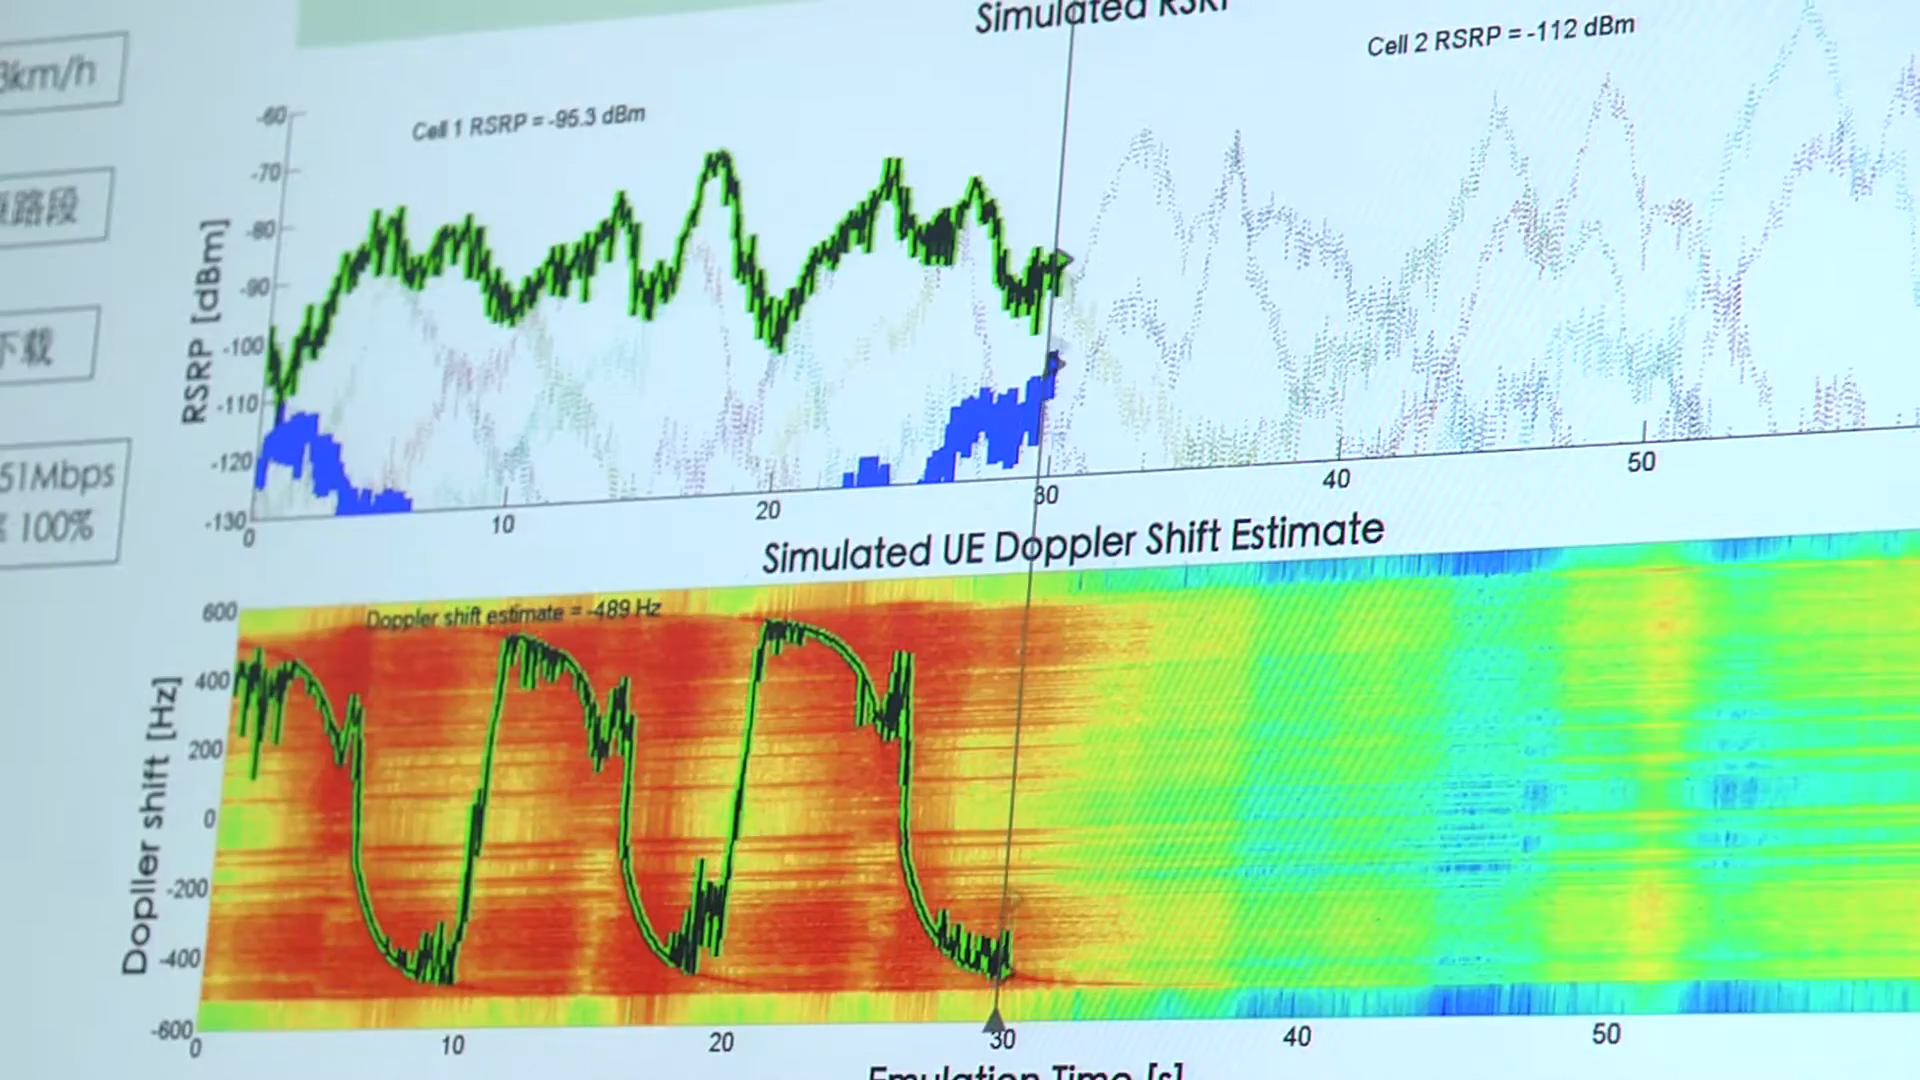 Simulated RSRP
Cell 1 RSRP = -95.3 dBm
Cell 2 RSRP = -112 dBm
3km/h
路段
下载
51Mbps
100%
RSRP [dBm]
-60
-70
-80
-90
-100
-110
-120
-130
0
10
20
30
40
50
Simulated UE Doppler Shift Estimate
Doppler shift estimate = -489 Hz
Dopller shift [Hz]
600
400
200
0
-200
-400
-600
0
10
20
30
40
50
Emulation Time [s]